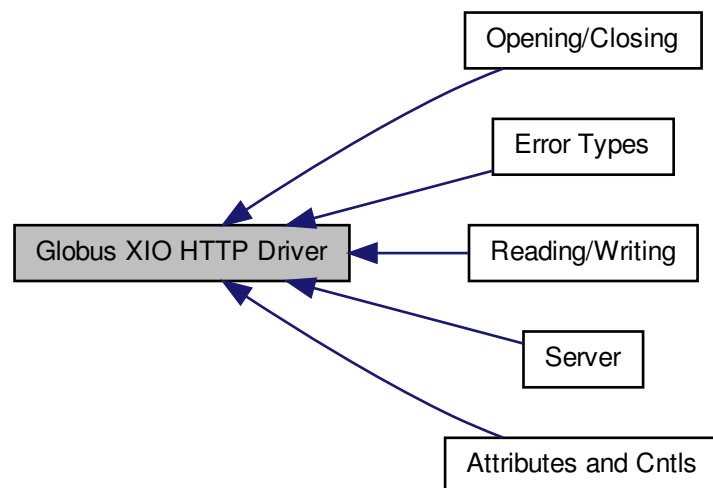 Opening/Closing
Error Types
Globus XIO HTTP Driver
Reading/Writing
Server
Attributes and Cntls